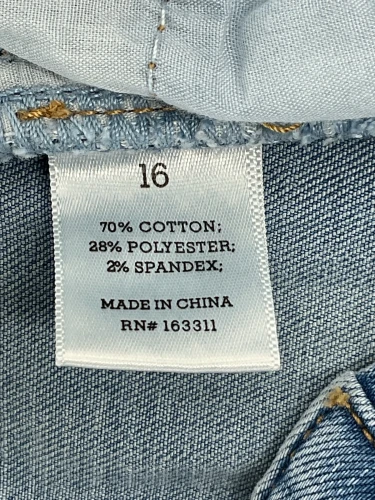 16
70% COTTON;
28% POLYESTER;
2% SPANDEX;
MADE IN CHINA
RN# 163311